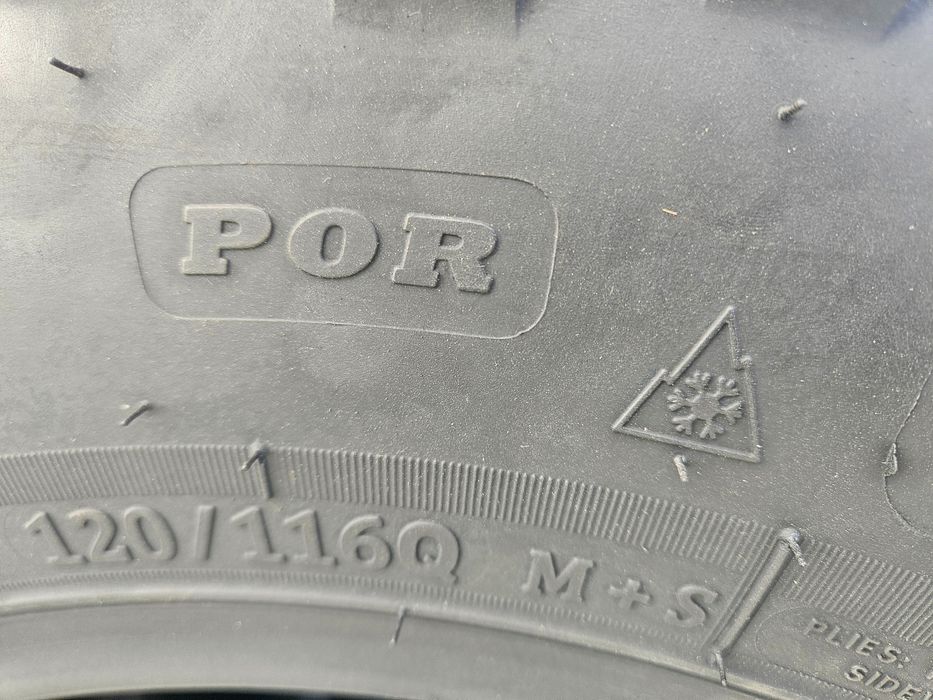 POR
120/116Q M+S
PLIES:
SIDE